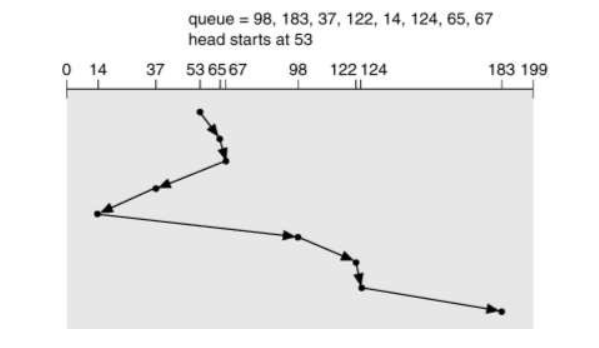 queue = 98, 183, 37, 122, 14, 124, 65, 67
head starts at 53
0 14 37 53 65 67 98 122 124 183 199